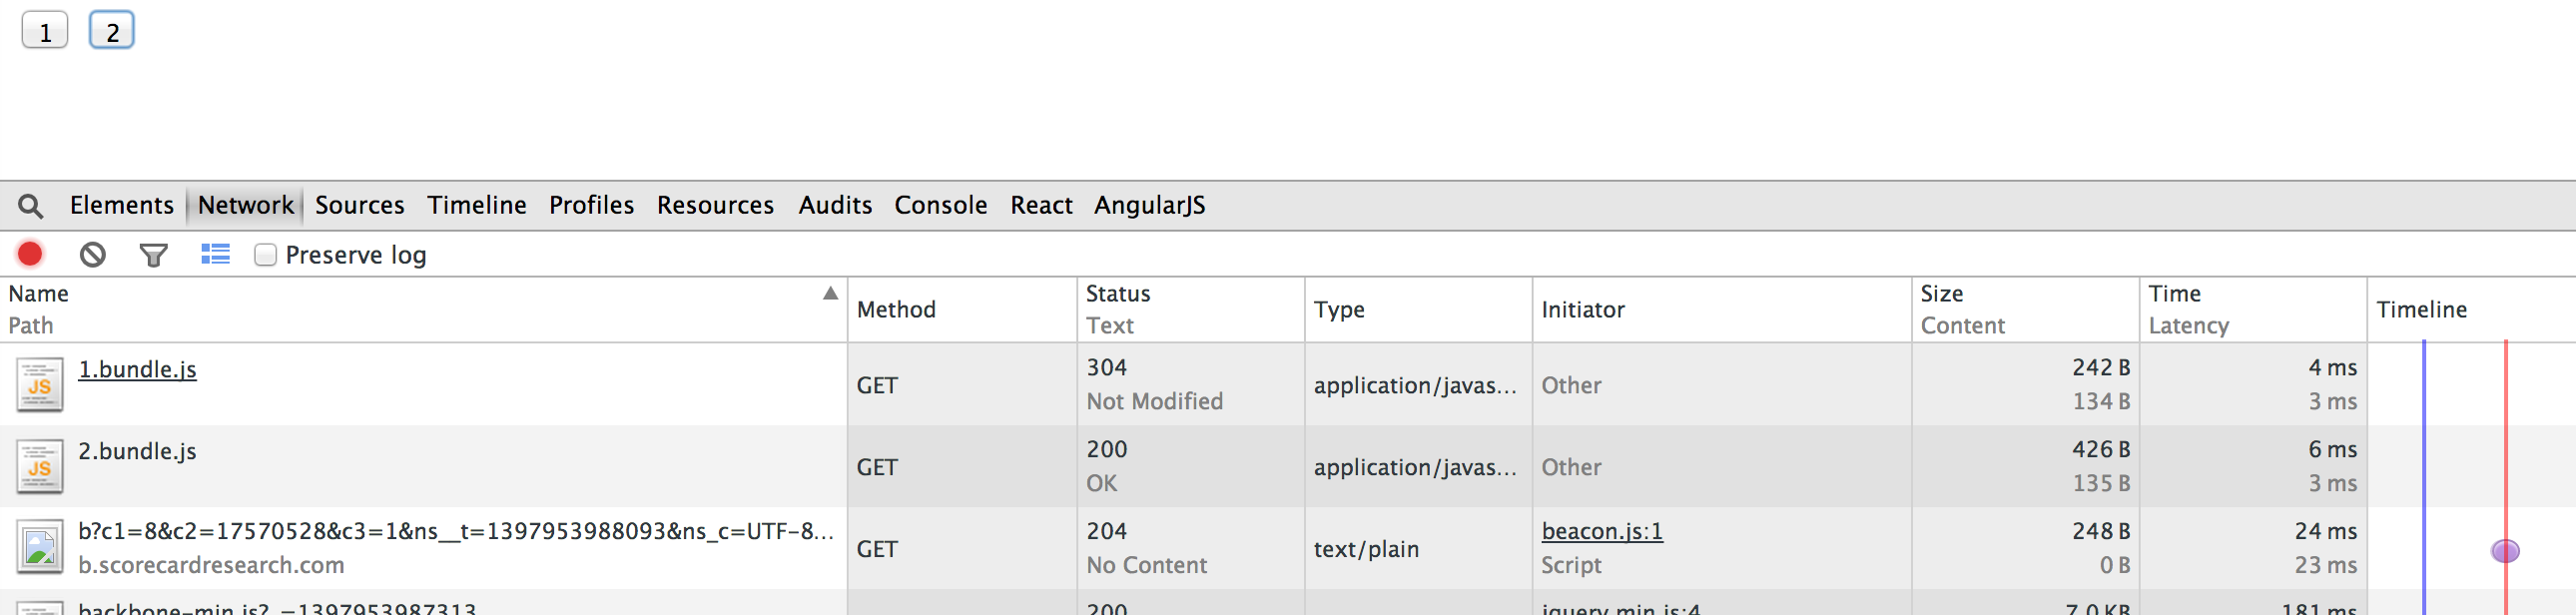 1 2
Elements Network Sources Timeline Profiles Resources Audits Console React AngularJS
Preserve log
Name Method Status Type Initiator Size Time Timeline
Path Text Content Latency
1.bundle.js GET 304 application/javas... Other 242 B 4 ms
Not Modified 134 B 3 ms
2.bundle.js GET 200 application/javas... Other 426 B 6 ms
OK 135 B 3 ms
b?c1=8&c2=17570528&c3=1&ns__t=1397953988093&ns_c=UTF-8... GET 204 text/plain beacon.js:1 248 B 24 ms
b.scorecardresearch.com No Content Script 0 B 23 ms
backbone-min.js?_=1397953987313 200 jquery.min.js:4 7.0 KB 181 ms